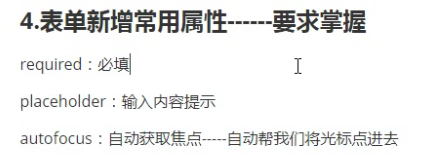 4.表单新增常用属性------要求掌握
required：必填
placeholder：输入内容提示
autofocus：自动获取焦点-----自动帮我们将光标点进去